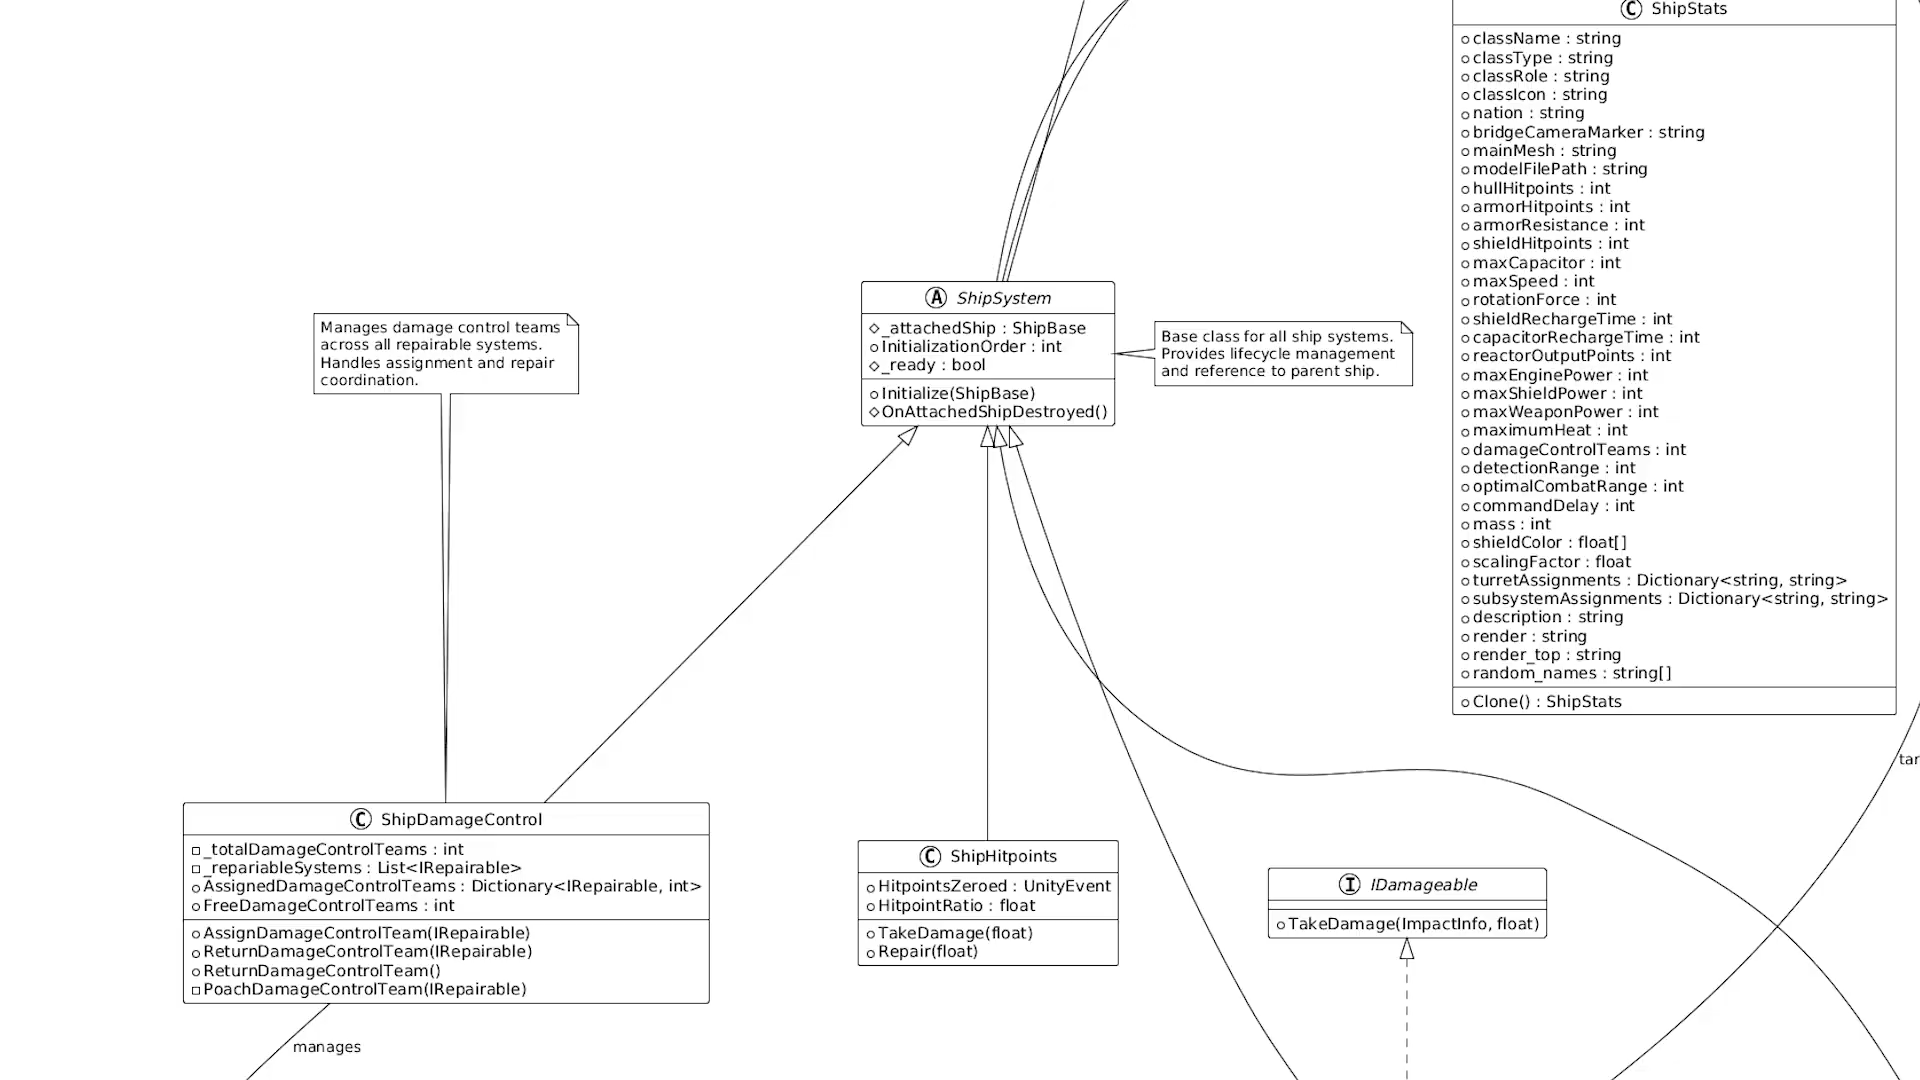 C ShipStats
className : string
classType : string
classRole : string
classIcon : string
nation : string
bridgeCameraMarker : string
mainMesh : string
modelFilePath : string
hullHitpoints : int
armorHitpoints : int
armorResistance : int
shieldHitpoints : int
maxCapacitor : int
maxSpeed : int
rotationForce : int
shieldRechargeTime : int
capacitorRechargeTime : int
reactorOutputPoints : int
maxEnginePower : int
maxShieldPower : int
maxWeaponPower : int
maximumHeat : int
damageControlTeams : int
detectionRange : int
optimalCombatRange : int
commandDelay : int
mass : int
shieldColor : float[]
scalingFactor : float
turretAssignments : Dictionary<string, string>
subsystemAssignments : Dictionary<string, string>
description : string
render : string
render_top : string
random_names : string[]
Clone() : ShipStats
A ShipSystem
_attachedShip : ShipBase
InitializationOrder : int
_ready : bool
Initialize(ShipBase)
OnAttachedShipDestroyed()
Base class for all ship systems.
Provides lifecycle management
and reference to parent ship.
Manages damage control teams
across all repairable systems.
Handles assignment and repair
coordination.
tar
C ShipDamageControl
_totalDamageControlTeams : int
_repariableSystems : List<IRepairable>
AssignedDamageControlTeams : Dictionary<IRepairable, int>
FreeDamageControlTeams : int
AssignDamageControlTeam(IRepairable)
ReturnDamageControlTeam(IRepairable)
ReturnDamageControlTeam()
PoachDamageControlTeam(IRepairable)
manages
C ShipHitpoints
HitpointsZeroed : UnityEvent
HitpointRatio : float
TakeDamage(float)
Repair(float)
I IDamageable
TakeDamage(ImpactInfo, float)